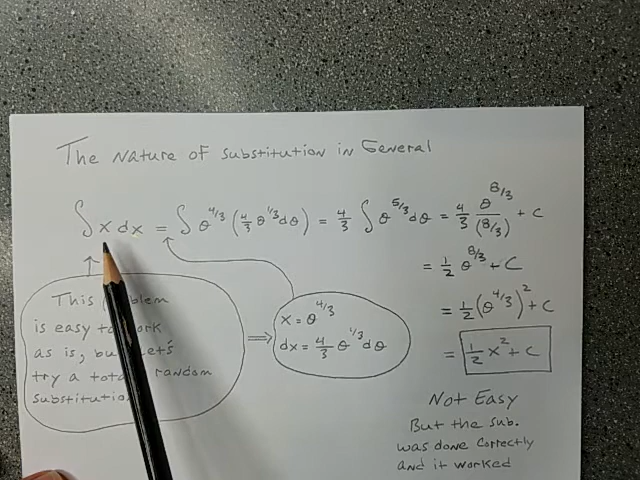 The Nature of Substitution in General
∫ x dx = ∫ θ^{4/3} (4/3 θ^{1/3} dθ) = 4/3 ∫ θ^{5/3} dθ = 4/3 θ^{8/3}/(8/3) + C
= 1/2 θ^{8/3} + C
= 1/2 (θ^{4/3})^2 + C
= 1/2 x^2 + C
This
is easy to work
as is, but Let's
try a random
x = θ^{4/3}
⇒ dx = 4/3 θ^{1/3} dθ
Not Easy
But the sub.
was done correctly
and it worked